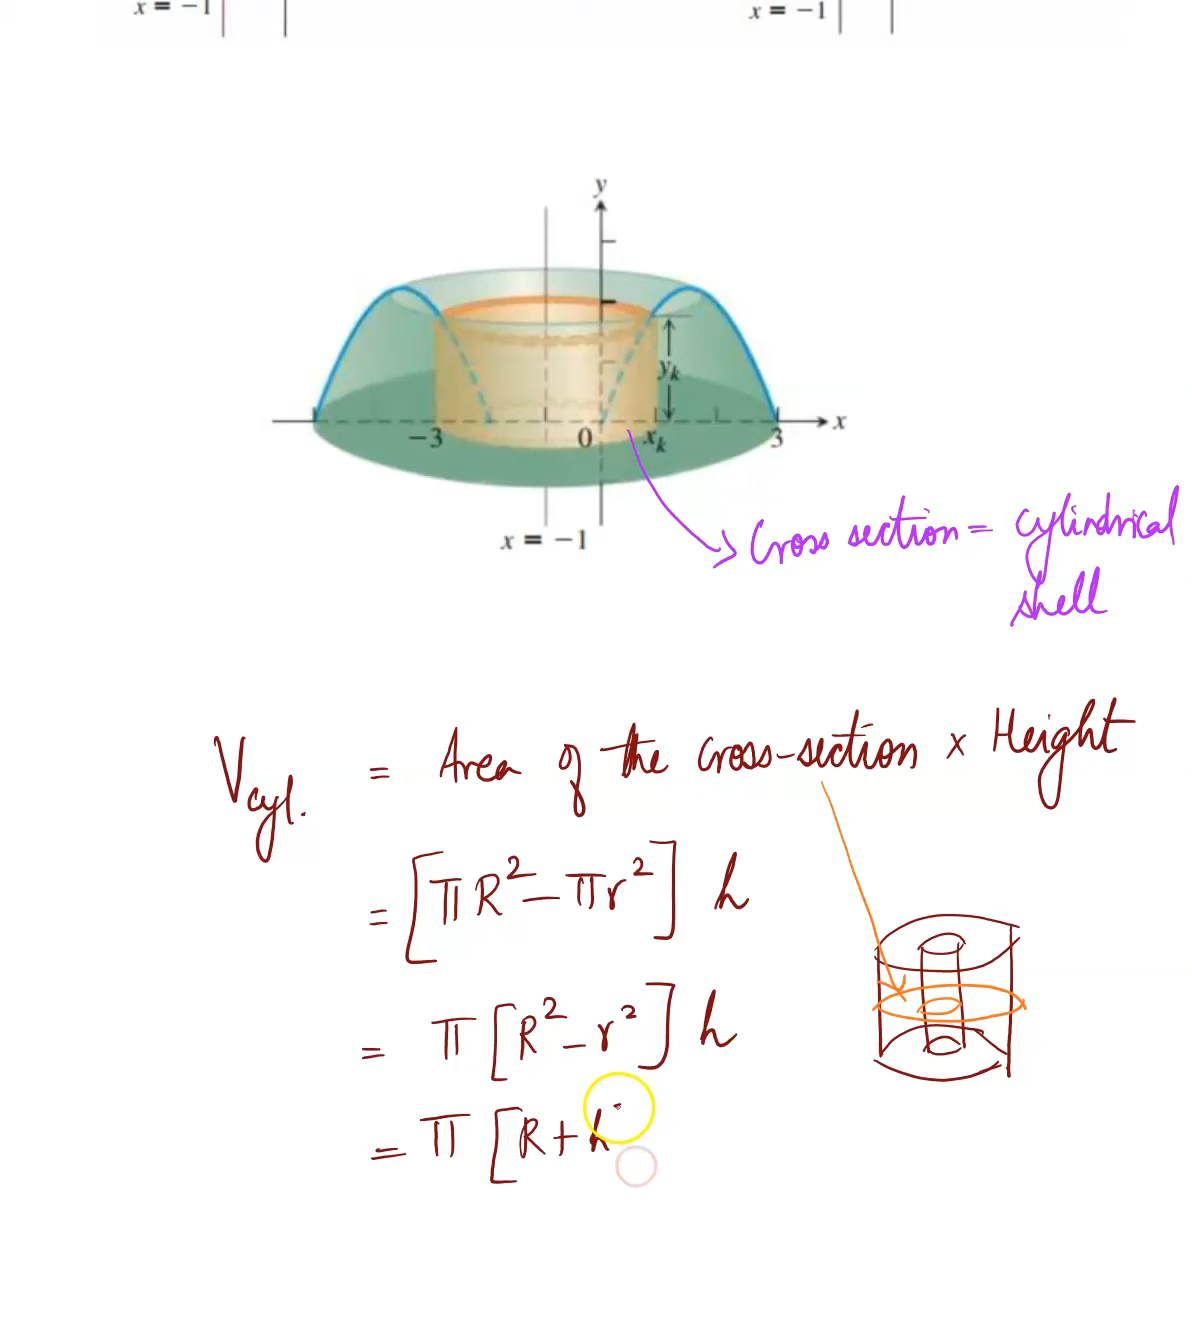 x = −1 x = −1
y
y_k
−3 0 x_k 3 x
x = −1
Cross section = cylindrical
shell
V_cyl. = Area of the cross-section × Height
= [πR² − πr²] h
= π [R² − r²] h
= π [R + r